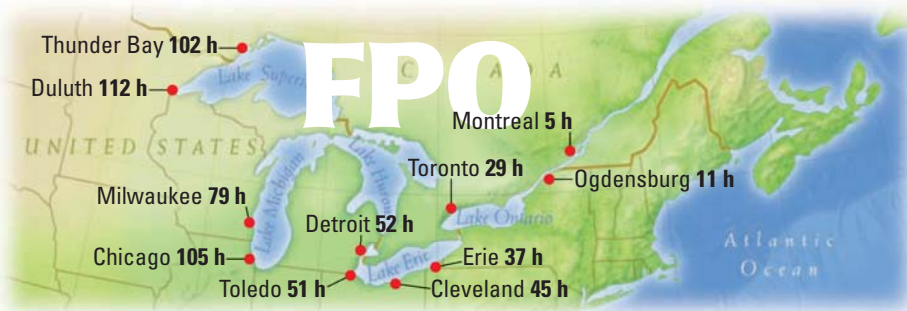 FPO
Thunder Bay 102 h
Lake Superior
C A A D A
Duluth 112 h
Montreal 5 h
UNITED STATES
Lake Michigan
Lake Huron
Toronto 29 h
Ogdensburg 11 h
Milwaukee 79 h
Lake Ontario
Detroit 52 h
Atlantic
Ocean
Chicago 105 h
Lake Erie
Erie 37 h
Toledo 51 h
Cleveland 45 h